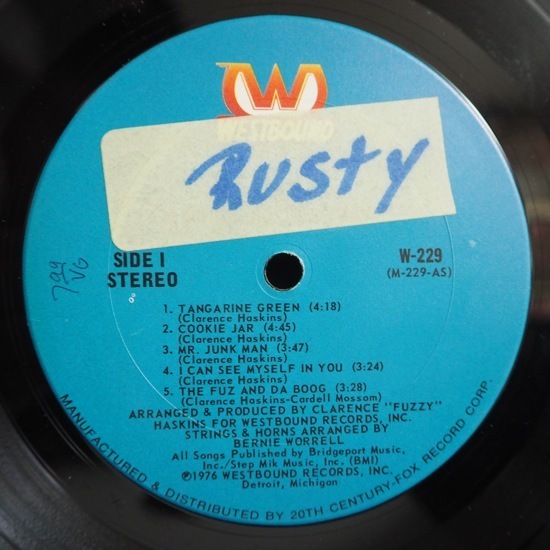 W
WESTBOUND
Rusty
SIDE I
STEREO
W-229
(M-229-AS)
7 99/VG
1. TANGARINE GREEN (4:18)
(Clarence Haskins)
2. COOKIE JAR (4:45)
(Clarence Haskins)
3. MR. JUNK MAN (3:47)
(Clarence Haskins)
4. I CAN SEE MYSELF IN YOU (3:24)
(Clarence Haskins)
5. THE FUZ AND DA BOOG (3:28)
(Clarence Haskins-Cardell Mossom)
ARRANGED & PRODUCED BY CLARENCE "FUZZY"
HASKINS FOR WESTBOUND RECORDS, INC.
STRINGS & HORNS ARRANGED BY
BERNIE WORRELL
All Songs Published by Bridgeport Music,
Inc./Step Mik Music, Inc. (BMI)
℗1976 WESTBOUND RECORDS, INC.
Detroit, Michigan
MANUFACTURED & DISTRIBUTED BY 20TH CENTURY-FOX RECORD CORP.